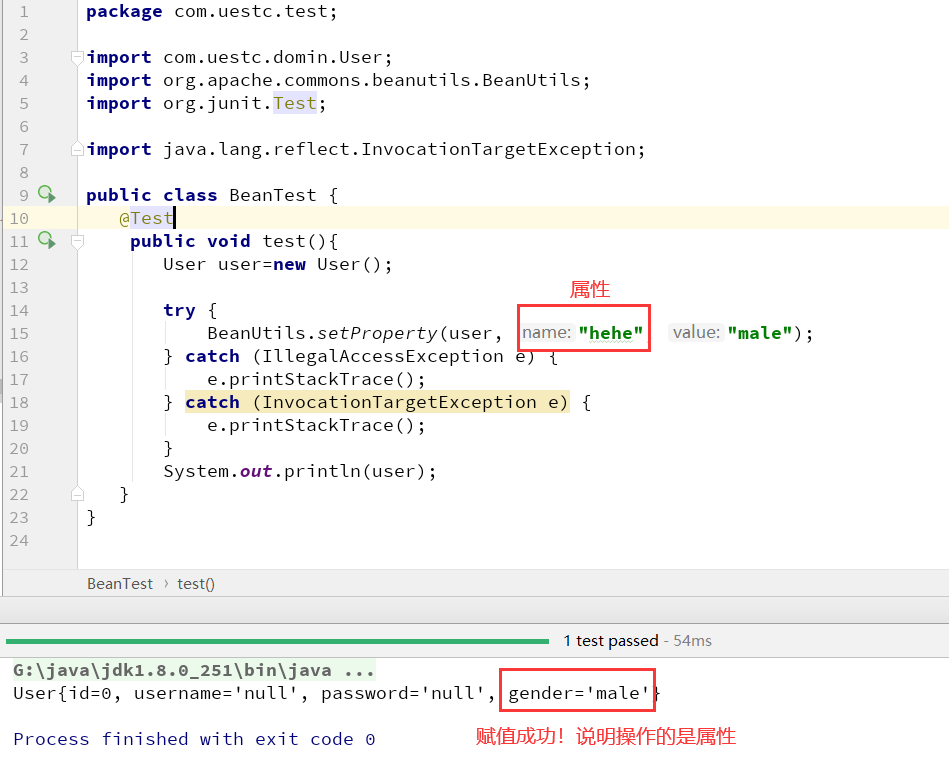 1 package com.uestc.test;
2
3 import com.uestc.domin.User;
4 import org.apache.commons.beanutils.BeanUtils;
5 import org.junit.Test;
6
7 import java.lang.reflect.InvocationTargetException;
8
9 public class BeanTest {
10 @Test
11 public void test(){
12 User user=new User();
13
属性
14 try {
15 BeanUtils.setProperty(user, name: "hehe" value: "male");
16 } catch (IllegalAccessException e) {
17 e.printStackTrace();
18 } catch (InvocationTargetException e) {
19 e.printStackTrace();
20 }
21 System.out.println(user);
22 }
23 }
24
BeanTest › test()
1 test passed - 54ms
G:\java\jdk1.8.0_251\bin\java ...
User{id=0, username='null', password='null', gender='male'}
Process finished with exit code 0
赋值成功！说明操作的是属性